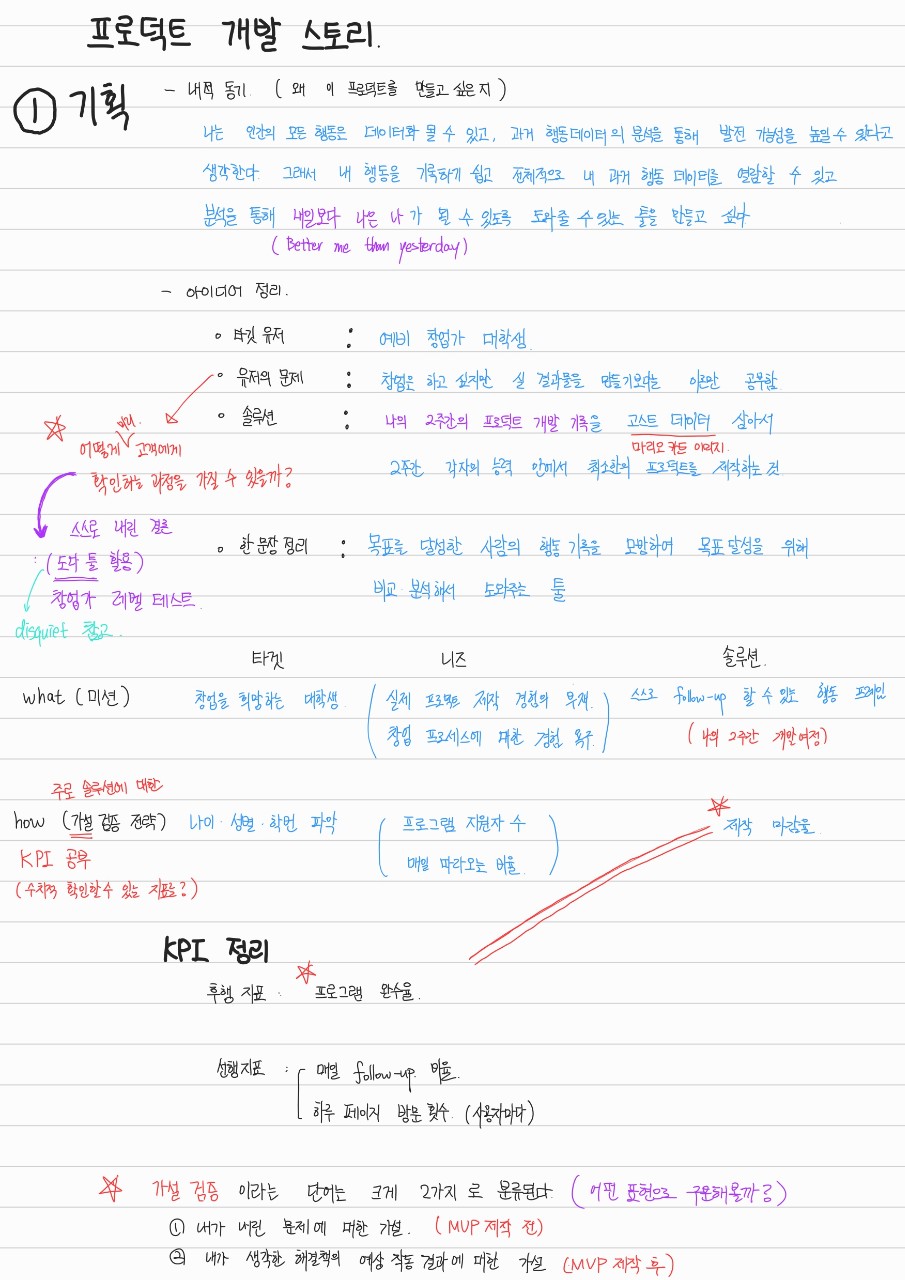 프로덕트 개발 스토리.
① 기획
- 내적 동기. (왜 이 프로덕트를 만들고 싶은지)
나는 인간의 모든 행동은 데이터화 될 수 있고, 과거 행동데이터의 분석을 통해 발전 가능성을 높일 수 있다고
생각한다. 그래서 내 행동을 기록하기 쉽고 전체적으로 내 과거 행동 데이터를 열람할 수 있고
분석을 통해 내일보다 나은 나가 될 수 있도록 도와줄 수 있는 툴을 만들고 싶다
(Better me than yesterday)
- 아이디어 정리.
◦ 타깃 유저 : 예비 창업가 대학생.
◦ 유저의 문제 : 창업은 하고 싶지만 실 결과물을 만들기보다는 이론만 공부함
◦ 솔루션 : 나의 2주간의 프로덕트 개발 기록을 고스트 데이터 삼아서
마리오 카트 이미지.
2주간 각자의 능력 안에서 최소한의 프로덕트를 제작하는 것
☆ 어떻게 고객에게
확인하는 과정을 가질 수 있을까?
스스로 내린 결론
: (노코드 툴 활용)
창업가 레벨 테스트.
disquiet 참고.
◦ 한 문장 정리 : 목표를 달성한 사람의 행동 기록을 모방하여 목표 달성을 위해
비교·분석해서 도와주는 툴
타겟 니즈 솔루션.
what (미션) 창업을 희망하는 대학생. (실제 프로덕트 제작 경험의 부재. 스스로 follow-up 할 수 있는 행동 프레임
창업 프로세스에 대한 경험 욕구.) (나의 2주간 개발여정)
주로 솔루션에 대한
how (가설 검증 전략) 나이·성별·학번 파악 (프로그램 지원자 수 ☆ 제작 마감율.
KPI 공부 매일 따라오는 비율.)
(수치적 확인할 수 있는 지표는?)
KPI 정리
후행 지표 : ☆ 프로그램 완수율.
선행지표 : 매일 follow-up. 비율.
하루 페이지 방문 횟수. (사용자마다)
☆ 가설 검증 이라는 단어는 크게 2가지로 분류된다. (어떤 표현으로 구분해볼까?)
① 내가 내린 문제에 대한 가설. (MVP 제작 전)
② 내가 생각한 해결책의 예상 작동 결과에 대한 가설 (MVP 제작 후)